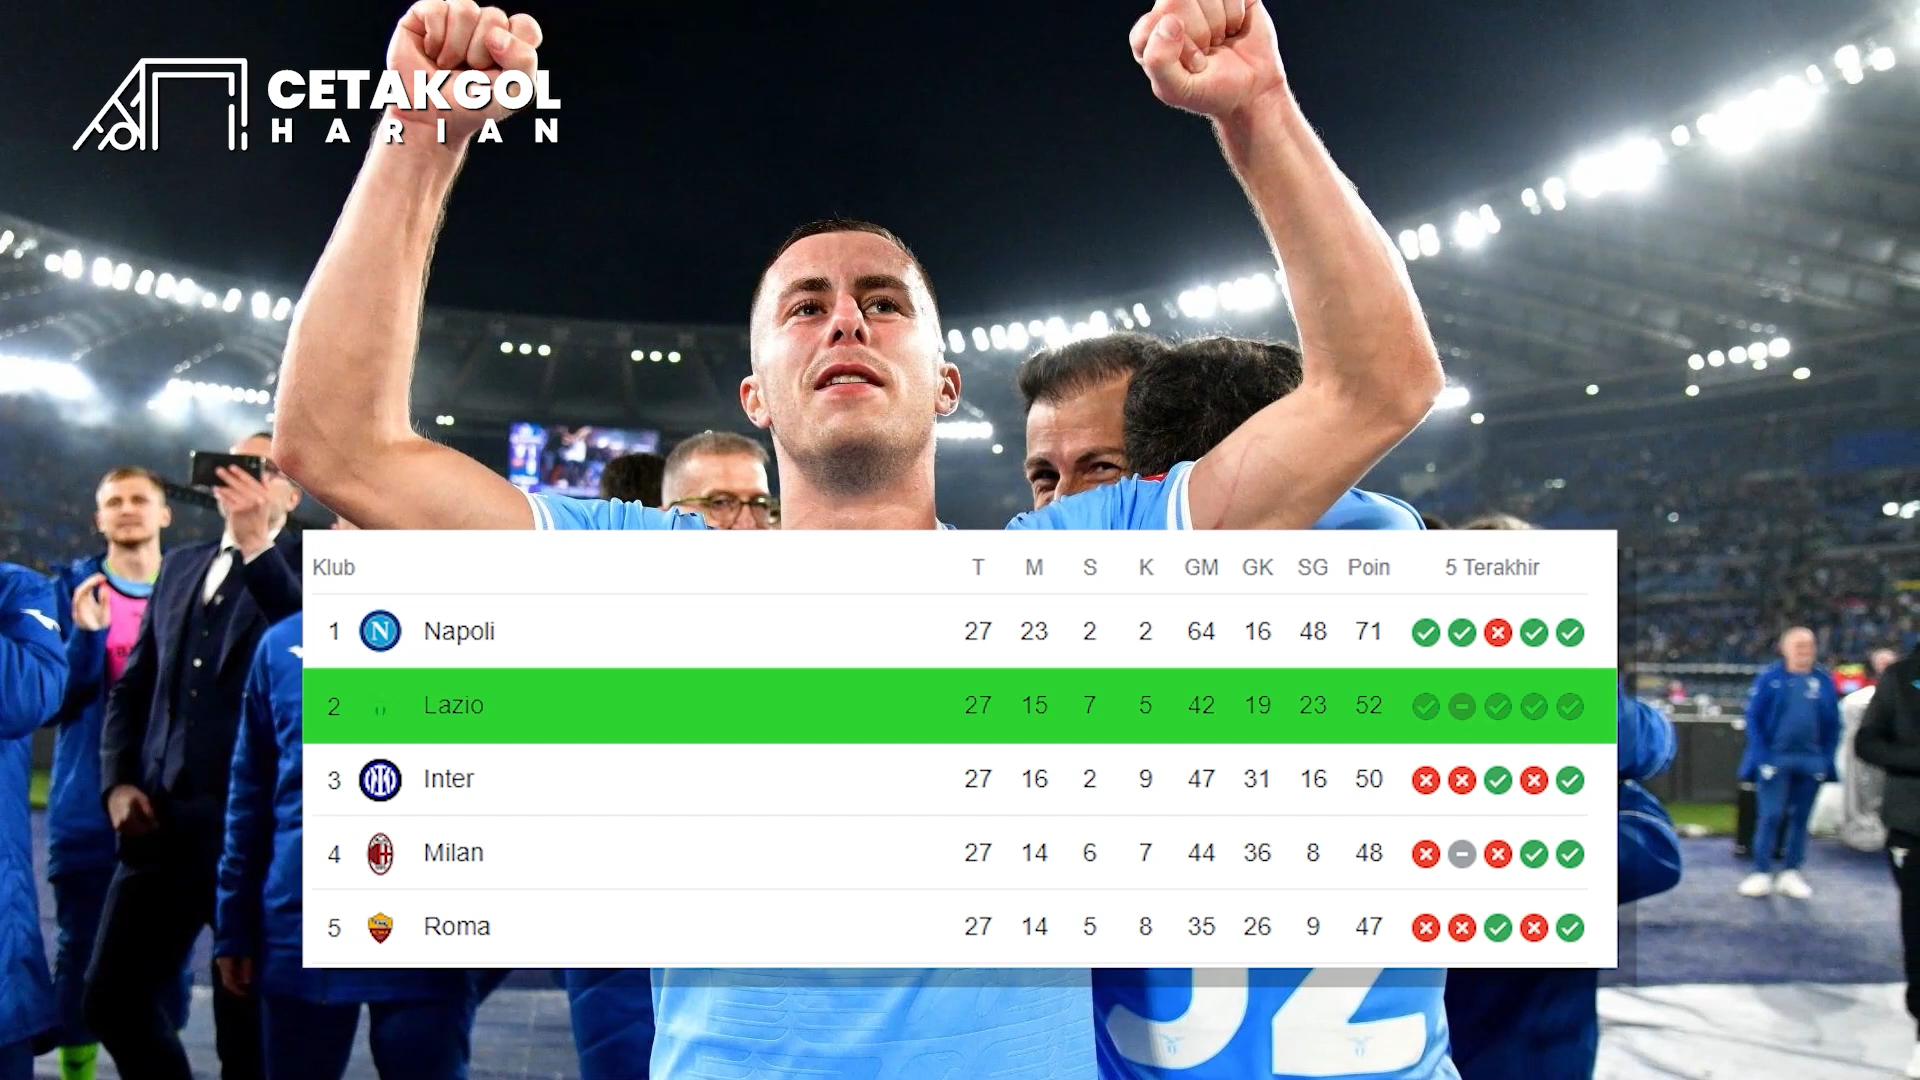 CETAKGOL
HARIAN
Klub T M S K GM GK SG Poin 5 Terakhir
1 Napoli 27 23 2 2 64 16 48 71
2 Lazio 27 15 7 5 42 19 23 52
3 Inter 27 16 2 9 47 31 16 50
4 Milan 27 14 6 7 44 36 8 48
5 Roma 27 14 5 8 35 26 9 47
32